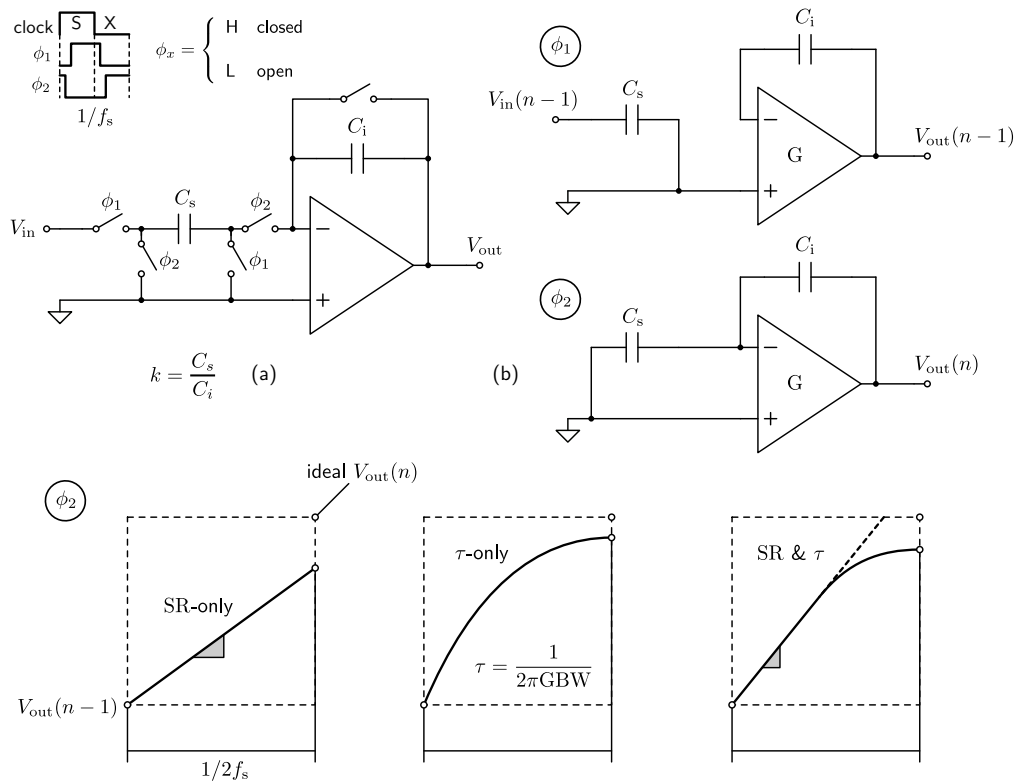 clock S X
ϕ1
ϕ2
1/fs
ϕx = { H closed
L open
Ci
Cs
ϕ1
ϕ2
Vin
ϕ2
ϕ1
−
+
Vout
k = Cs/Ci
(a)
(b)
ϕ1
Vin(n − 1)
Cs
Ci
−
G
+
Vout(n−1)
ϕ2
Cs
Ci
−
G
+
Vout(n)
ϕ2
ideal Vout(n)
SR-only
Vout(n − 1)
1/2fs
τ-only
τ = 1/2πGBW
SR & τ